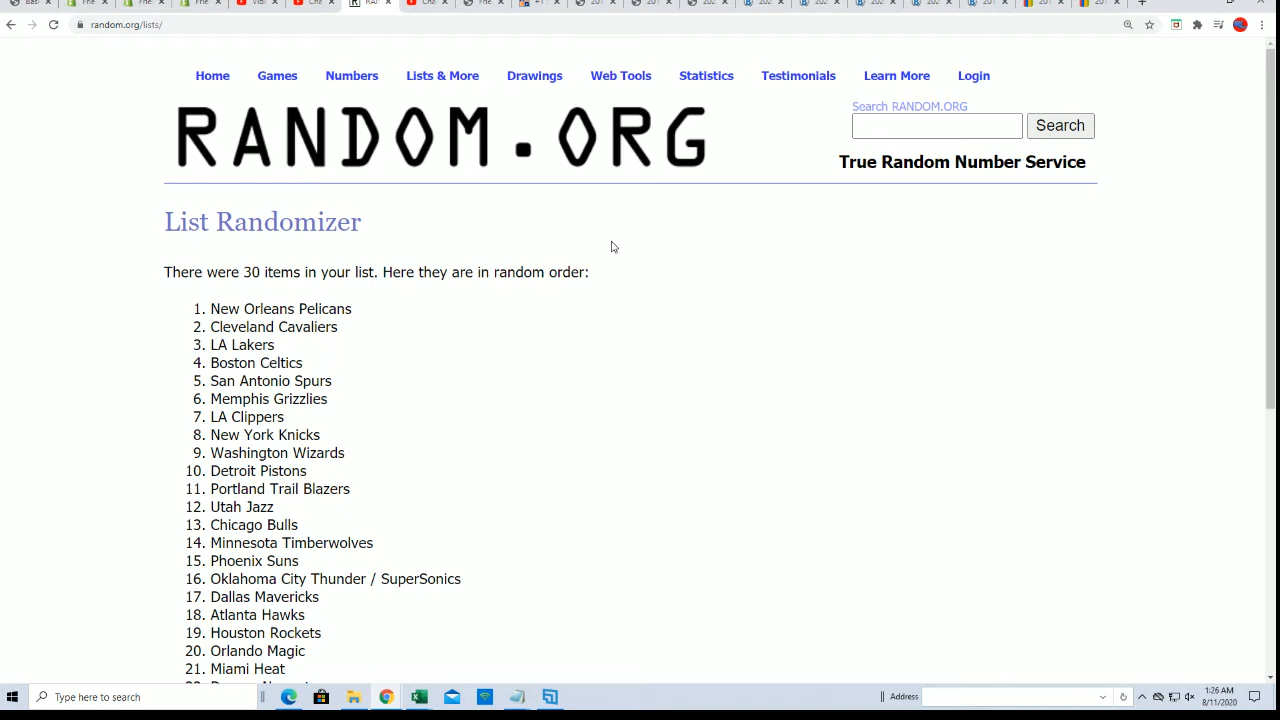 random.org/lists/
Home Games Numbers Lists & More Drawings Web Tools Statistics Testimonials Learn More Login
RANDOM.ORG
Search RANDOM.ORG
Search
True Random Number Service
List Randomizer
There were 30 items in your list. Here they are in random order:
1. New Orleans Pelicans
2. Cleveland Cavaliers
3. LA Lakers
4. Boston Celtics
5. San Antonio Spurs
6. Memphis Grizzlies
7. LA Clippers
8. New York Knicks
9. Washington Wizards
10. Detroit Pistons
11. Portland Trail Blazers
12. Utah Jazz
13. Chicago Bulls
14. Minnesota Timberwolves
15. Phoenix Suns
16. Oklahoma City Thunder / SuperSonics
17. Dallas Mavericks
18. Atlanta Hawks
19. Houston Rockets
20. Orlando Magic
21. Miami Heat
Type here to search
Address
1:26 AM
8/11/2020